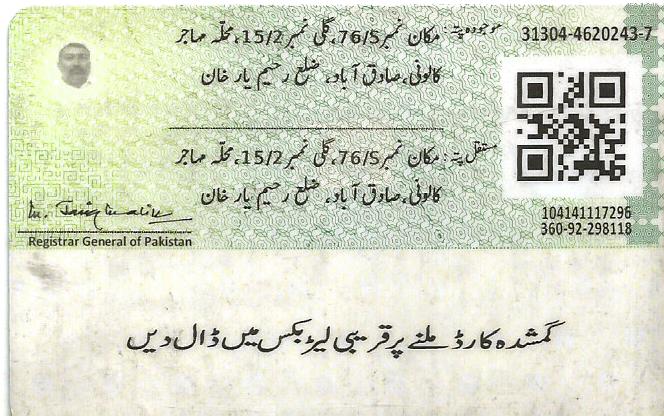 31304-4620243-7
موجودہ پتہ: مکان نمبر 76/5، گلی نمبر 15/2، محلہ مہاجر
کالونی، صادق آباد، ضلع رحیم یار خان
مستقل پتہ: مکان نمبر 76/5، گلی نمبر 15/2، محلہ مہاجر
کالونی، صادق آباد، ضلع رحیم یار خان
104141117296
360-92-298118
Registrar General of Pakistan
گمشدہ کارڈ ملنے پر قریبی لیٹر بکس میں ڈال دیں